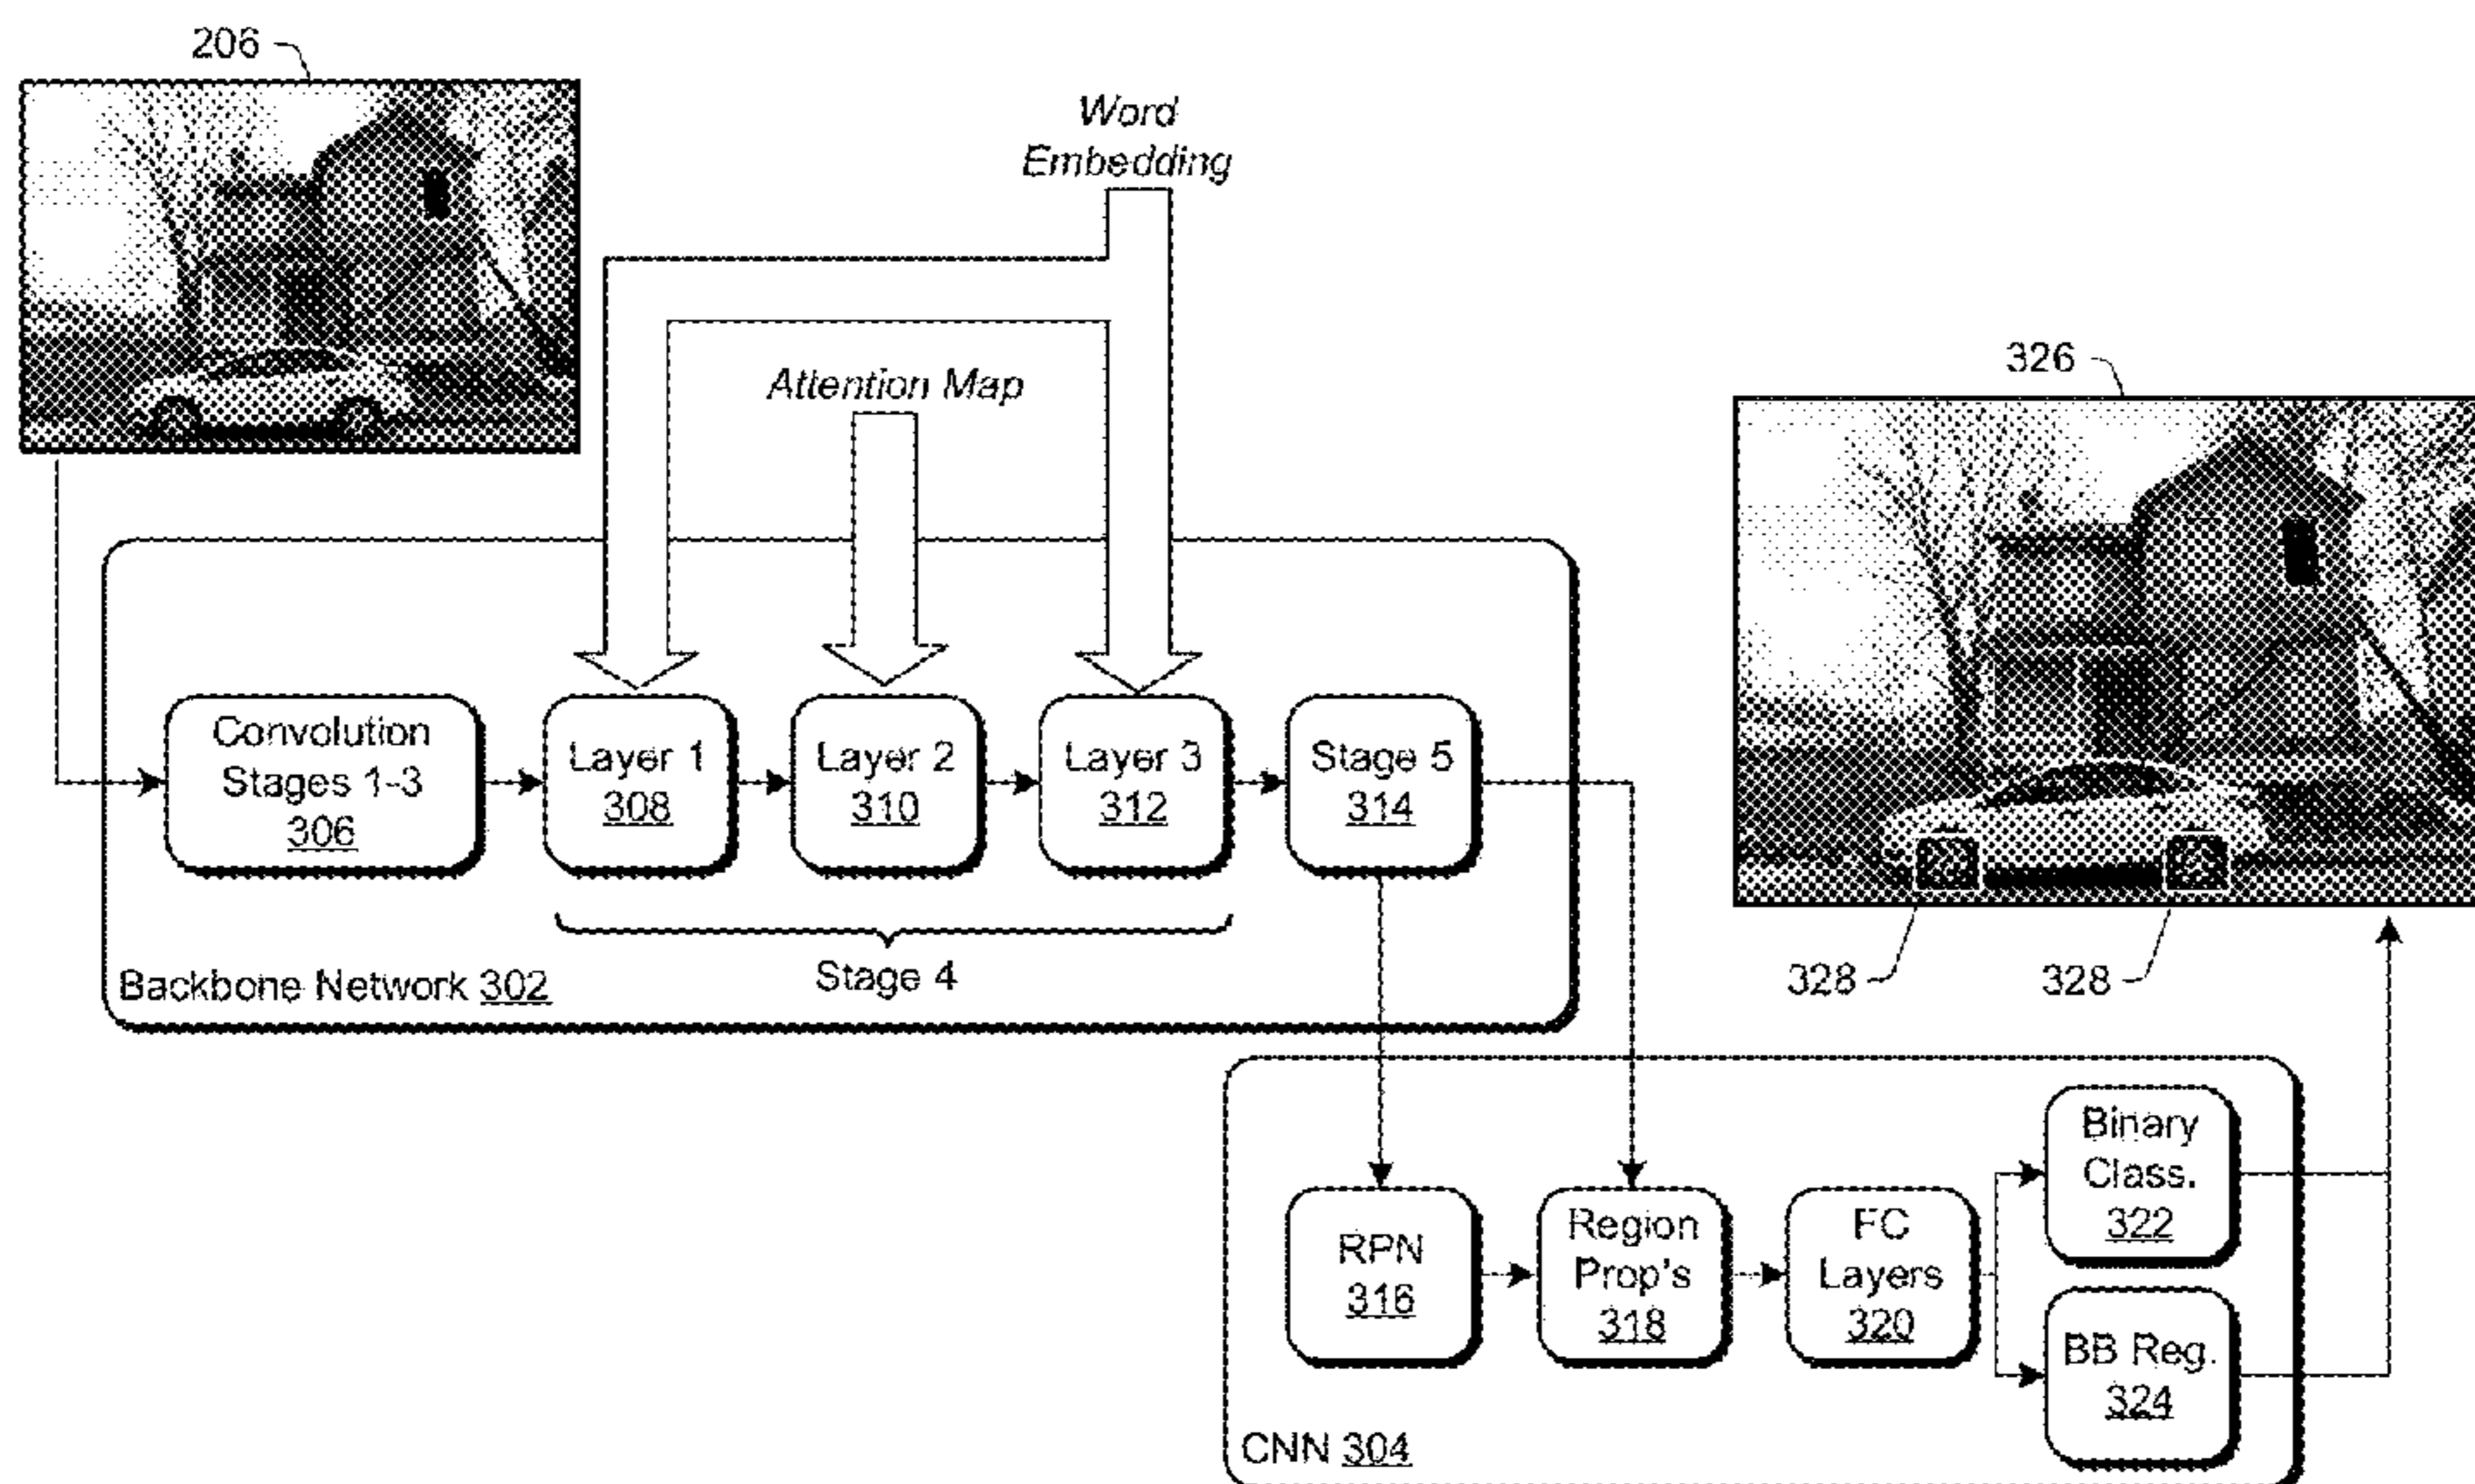 206
Word
Embedding
Attention Map
326
Convolution
Stages 1-3
306
Layer 1
308
Layer 2
310
Layer 3
312
Stage 5
314
328
328
Stage 4
Backbone Network 302
RPN
316
Region
Prop's
318
FC
Layers
320
Binary
Class.
322
BB Reg.
324
CNN 304